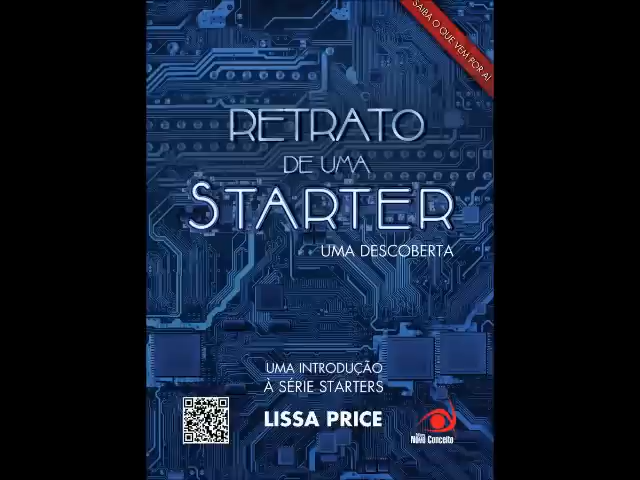 SAIBA O QUE VEM POR AÍ
RETRATO
DE UMA
STARTER
UMA DESCOBERTA
UMA INTRODUÇÃO
À SÉRIE STARTERS
LISSA PRICE
Novo Conceito